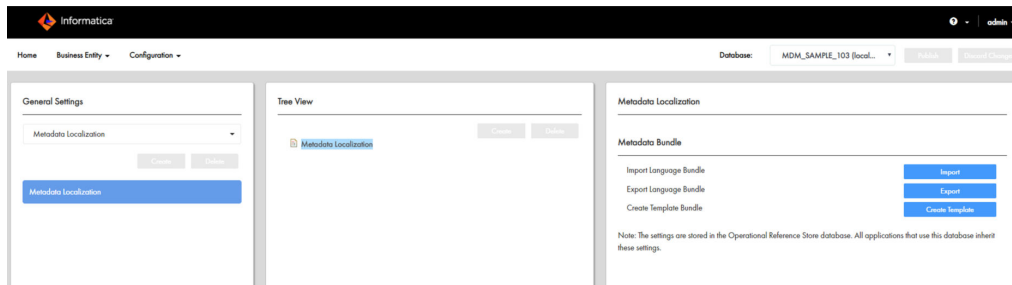 Informatica
admin
Home Business Entity Configuration Database: MDM_SAMPLE_103 (local... Publish Discard Changes
General Settings
Metadata Localization
Create Delete
Metadata Localization
Tree View
Create Delete
Metadata Localization
Metadata Localization
Metadata Bundle
Import Language Bundle Import
Export Language Bundle Export
Create Template Bundle Create Template
Note: The settings are stored in the Operational Reference Store database. All applications that use this database inherit
these settings.